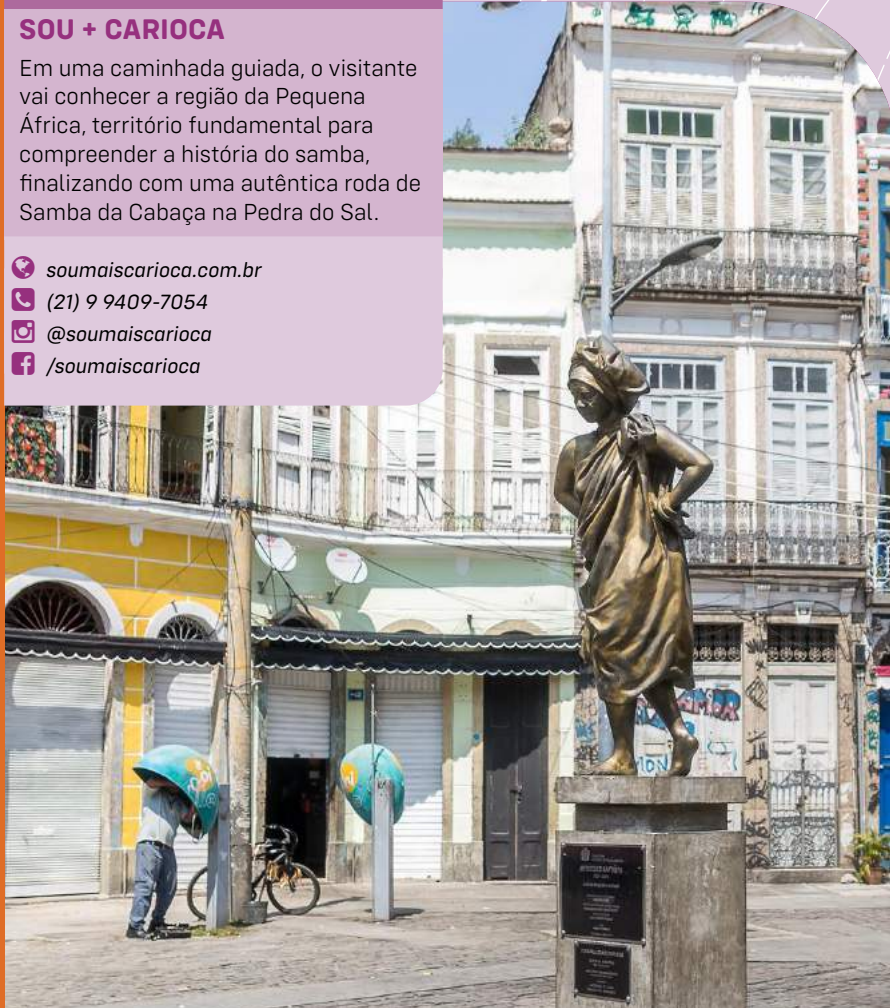 SOU + CARIOCA
Em uma caminhada guiada, o visitante
vai conhecer a região da Pequena
África, território fundamental para
compreender a história do samba,
finalizando com uma autêntica roda de
Samba da Cabaça na Pedra do Sal.
soumaiscarioca.com.br
(21) 9 9409-7054
@soumaiscarioca
/soumaiscarioca